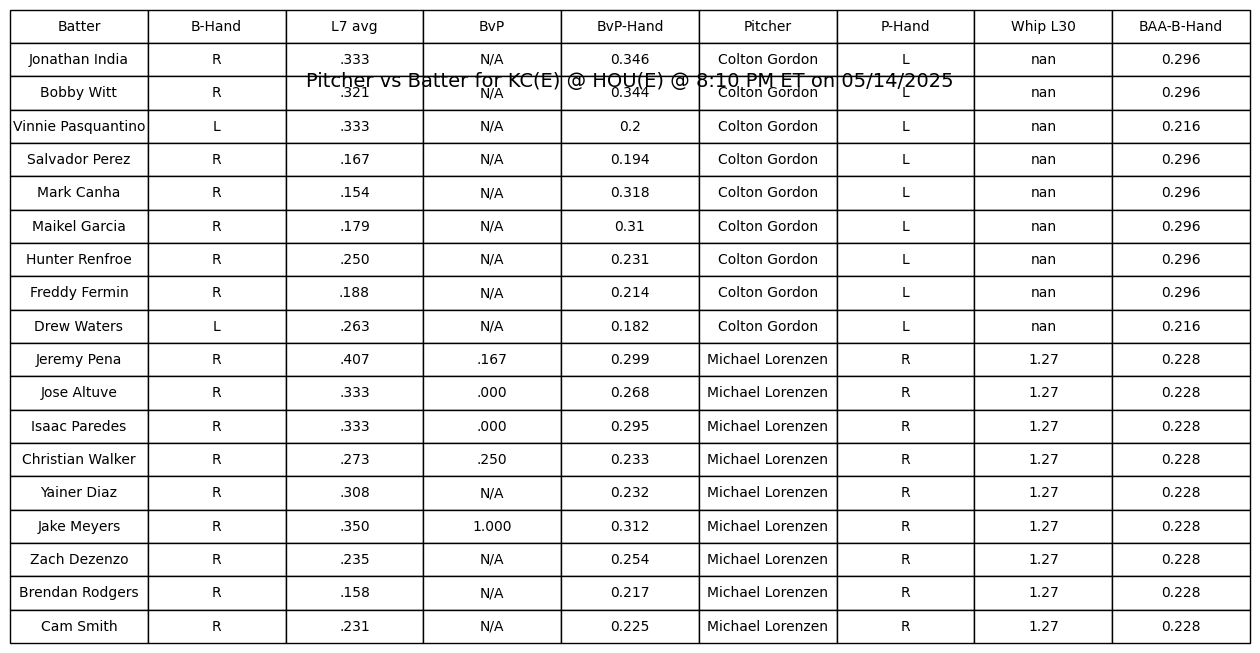 Batter B-Hand L7 avg BvP BvP-Hand Pitcher P-Hand Whip L30 BAA-B-Hand
Jonathan India R .333 N/A 0.346 Colton Gordon L nan 0.296
Pitcher vs Batter for KC(E) @ HOU(E) @ 8:10 PM ET on 05/14/2025
Bobby Witt R .321 N/A 0.344 Colton Gordon L nan 0.296
Vinnie Pasquantino L .333 N/A 0.2 Colton Gordon L nan 0.216
Salvador Perez R .167 N/A 0.194 Colton Gordon L nan 0.296
Mark Canha R .154 N/A 0.318 Colton Gordon L nan 0.296
Maikel Garcia R .179 N/A 0.31 Colton Gordon L nan 0.296
Hunter Renfroe R .250 N/A 0.231 Colton Gordon L nan 0.296
Freddy Fermin R .188 N/A 0.214 Colton Gordon L nan 0.296
Drew Waters L .263 N/A 0.182 Colton Gordon L nan 0.216
Jeremy Pena R .407 .167 0.299 Michael Lorenzen R 1.27 0.228
Jose Altuve R .333 .000 0.268 Michael Lorenzen R 1.27 0.228
Isaac Paredes R .333 .000 0.295 Michael Lorenzen R 1.27 0.228
Christian Walker R .273 .250 0.233 Michael Lorenzen R 1.27 0.228
Yainer Diaz R .308 N/A 0.232 Michael Lorenzen R 1.27 0.228
Jake Meyers R .350 1.000 0.312 Michael Lorenzen R 1.27 0.228
Zach Dezenzo R .235 N/A 0.254 Michael Lorenzen R 1.27 0.228
Brendan Rodgers R .158 N/A 0.217 Michael Lorenzen R 1.27 0.228
Cam Smith R .231 N/A 0.225 Michael Lorenzen R 1.27 0.228